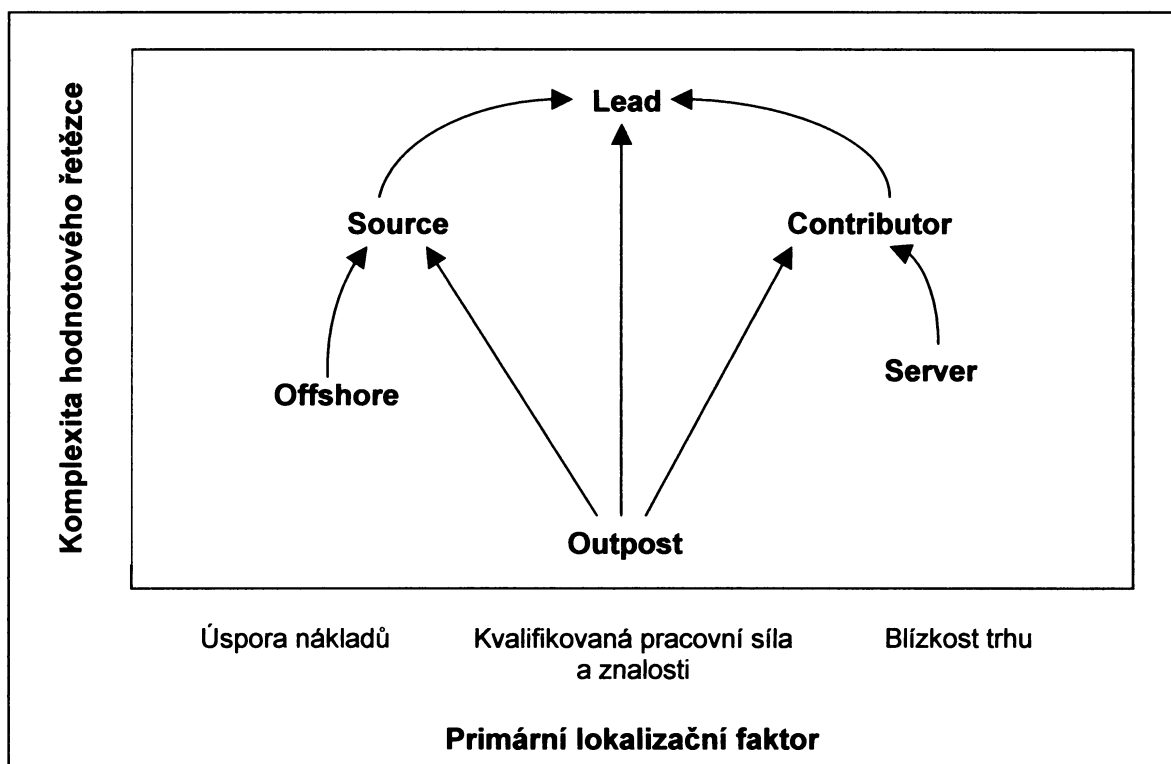 Komplexita hodnotového řetězce
Lead
Source
Contributor
Offshore
Server
Outpost
Úspora nákladů
Kvalifikovaná pracovní síla
a znalosti
Blízkost trhu
Primární lokalizační faktor